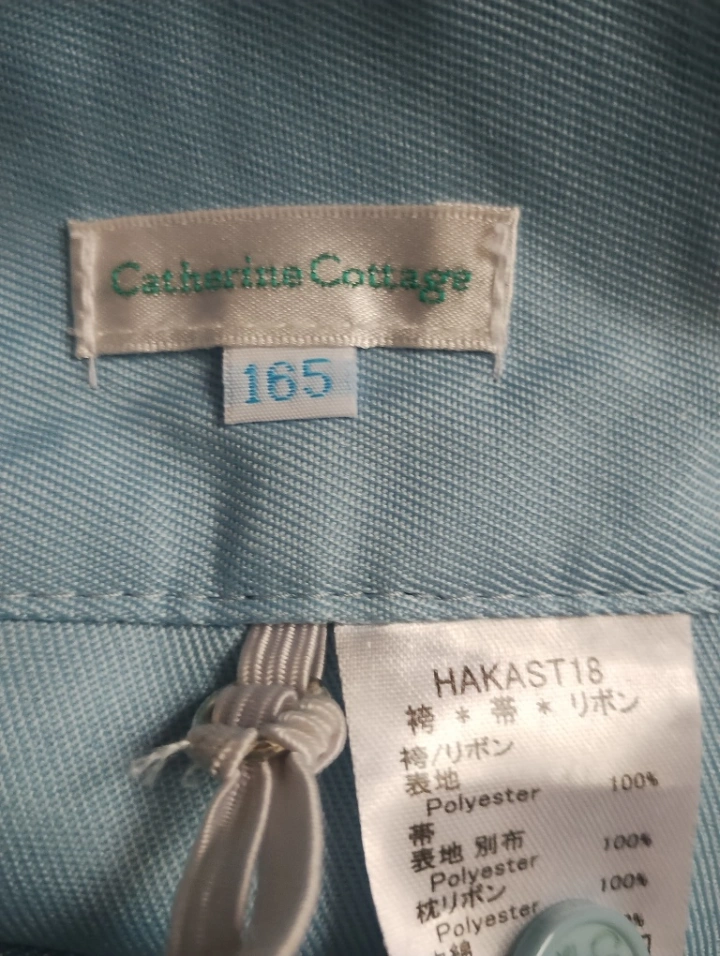 Catherine Cottage
165
HAKAST18
袴 * 帯 * リボン
袴/リボン
表地 100%
Polyester
帯
表地 別布 100%
Polyester
枕リボン 100%
Polyester